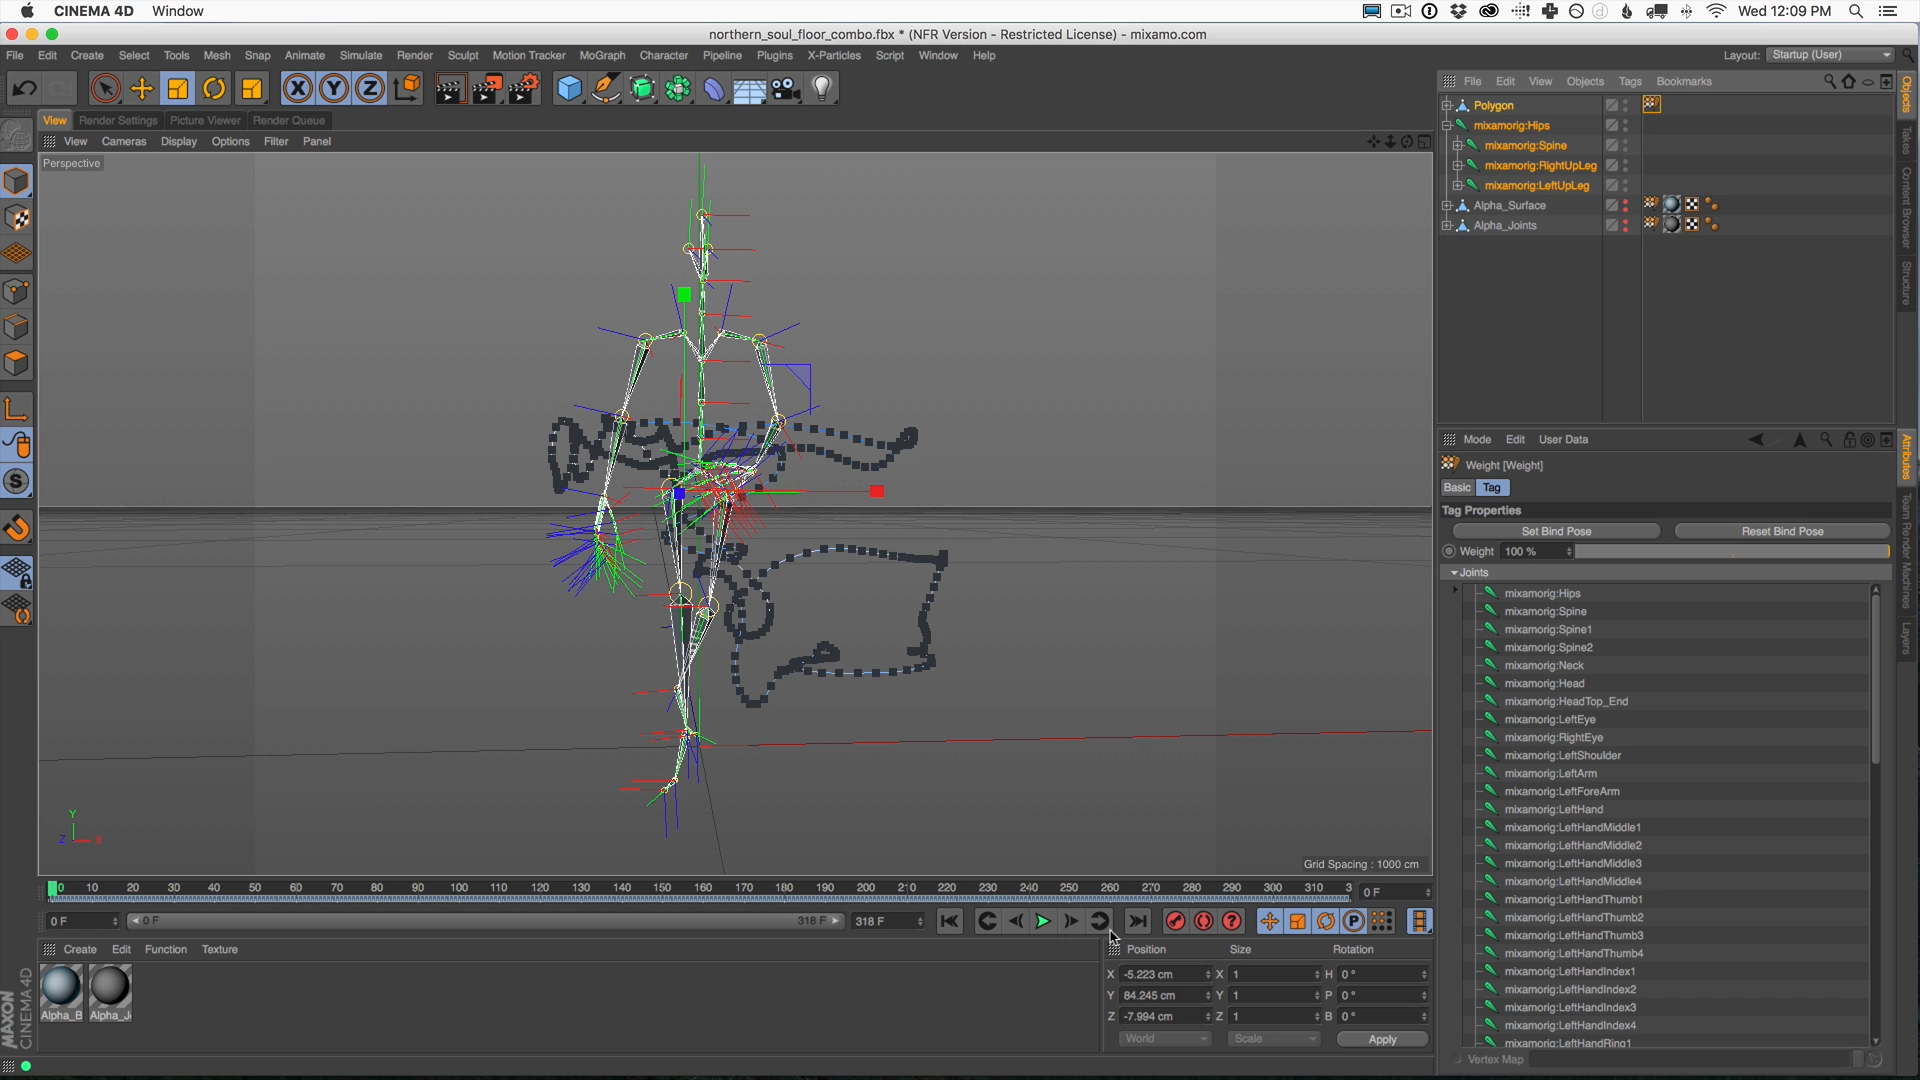 CINEMA 4D Window
Wed 12:09 PM
northern_soul_floor_combo.fbx * (NFR Version - Restricted License) - mixamo.com
File Edit Create Select Tools Mesh Snap Animate Simulate Render Sculpt Motion Tracker MoGraph Character Pipeline Plugins X-Particles Script Window Help
Layout: Startup (User)
X Y Z
File Edit View Objects Tags Bookmarks
View Render Settings Picture Viewer Render Queue
View Cameras Display Options Filter Panel
Perspective
Polygon
mixamorig:Hips
mixamorig:Spine
mixamorig:RightUpLeg
mixamorig:LeftUpLeg
Alpha_Surface
Alpha_Joints
Objects
Takes
Content Browser
Structure
Mode Edit User Data
Weight [Weight]
Basic Tag
Tag Properties
Set Bind Pose Reset Bind Pose
Weight 100 %
Joints
mixamorig:Hips
mixamorig:Spine
mixamorig:Spine1
mixamorig:Spine2
mixamorig:Neck
mixamorig:Head
mixamorig:HeadTop_End
mixamorig:LeftEye
mixamorig:RightEye
mixamorig:LeftShoulder
mixamorig:LeftArm
mixamorig:LeftForeArm
mixamorig:LeftHand
mixamorig:LeftHandMiddle1
mixamorig:LeftHandMiddle2
mixamorig:LeftHandMiddle3
mixamorig:LeftHandMiddle4
mixamorig:LeftHandThumb1
mixamorig:LeftHandThumb2
mixamorig:LeftHandThumb3
mixamorig:LeftHandThumb4
mixamorig:LeftHandIndex1
mixamorig:LeftHandIndex2
mixamorig:LeftHandIndex3
mixamorig:LeftHandIndex4
mixamorig:LeftHandRing1
Vertex Map
Attributes
Team Render Machines
Layers
Y
Z X
Grid Spacing : 1000 cm
0 10 20 30 40 50 60 70 80 90 100 110 120 130 140 150 160 170 180 190 200 210 220 230 240 250 260 270 280 290 300 310 3 0 F
0 F 0 F 318 F 318 F
Create Edit Function Texture
Alpha_B Alpha_J
Position Size Rotation
X -5.223 cm X 1 H 0 °
Y 84.245 cm Y 1 P 0 °
Z -7.994 cm Z 1 B 0 °
World Scale Apply
MAXON
CINEMA 4D